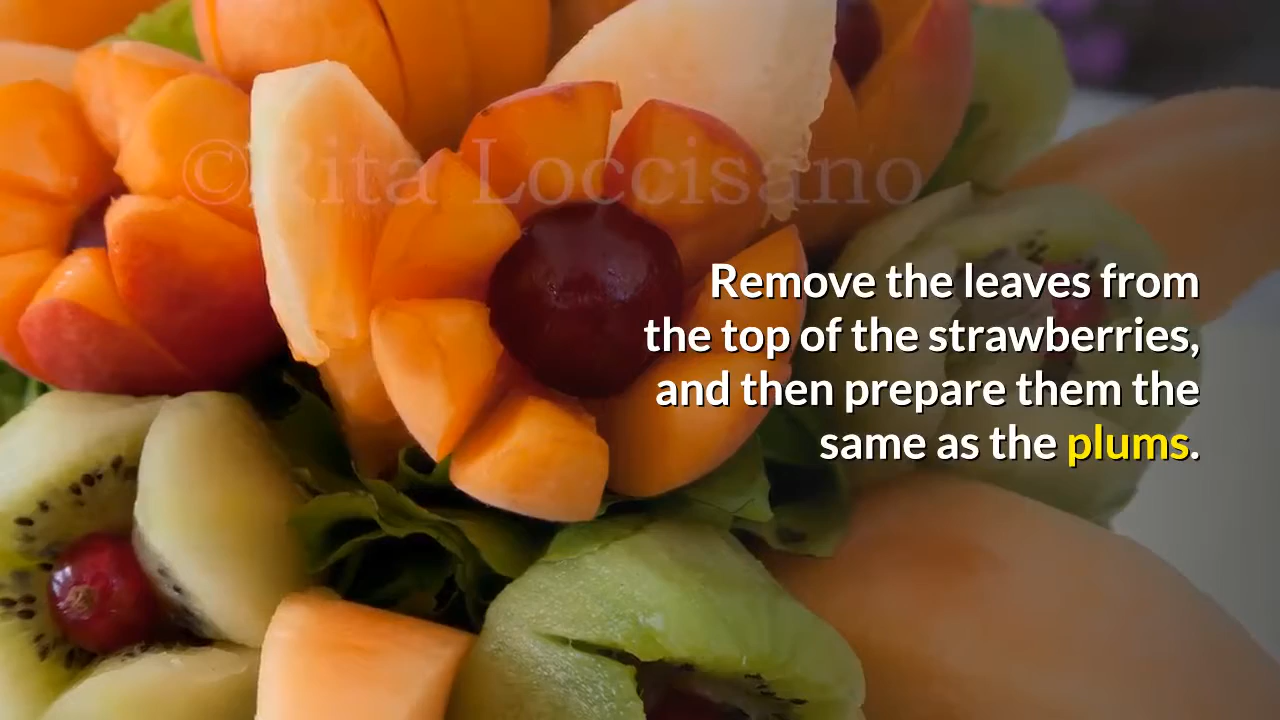 ©Rita Loccisano
Remove the leaves from
the top of the strawberries,
and then prepare them the
same as the plums.